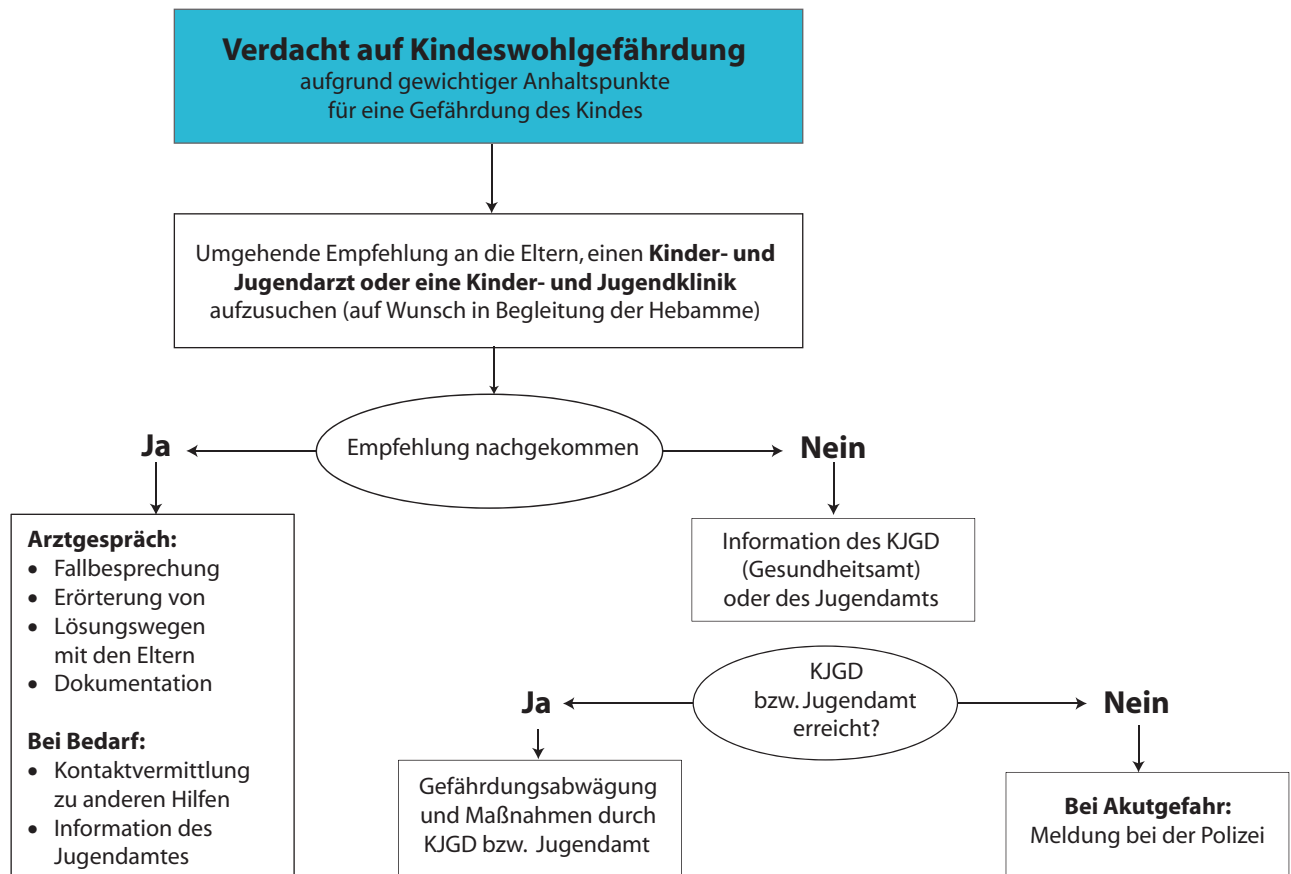 Verdacht auf Kindeswohlgefährdung
aufgrund gewichtiger Anhaltspunkte
für eine Gefährdung des Kindes
Umgehende Empfehlung an die Eltern, einen Kinder- und
Jugendarzt oder eine Kinder- und Jugendklinik
aufzusuchen (auf Wunsch in Begleitung der Hebamme)
Empfehlung nachgekommen
Ja
Nein
Arztgespräch:
• Fallbesprechung
• Erörterung von
• Lösungswegen
mit den Eltern
• Dokumentation
Bei Bedarf:
• Kontaktvermittlung
zu anderen Hilfen
• Information des
Jugendamtes
Information des KJGD
(Gesundheitsamt)
oder des Jugendamts
KJGD
bzw. Jugendamt
erreicht?
Ja
Nein
Gefährdungsabwägung
und Maßnahmen durch
KJGD bzw. Jugendamt
Bei Akutgefahr:
Meldung bei der Polizei